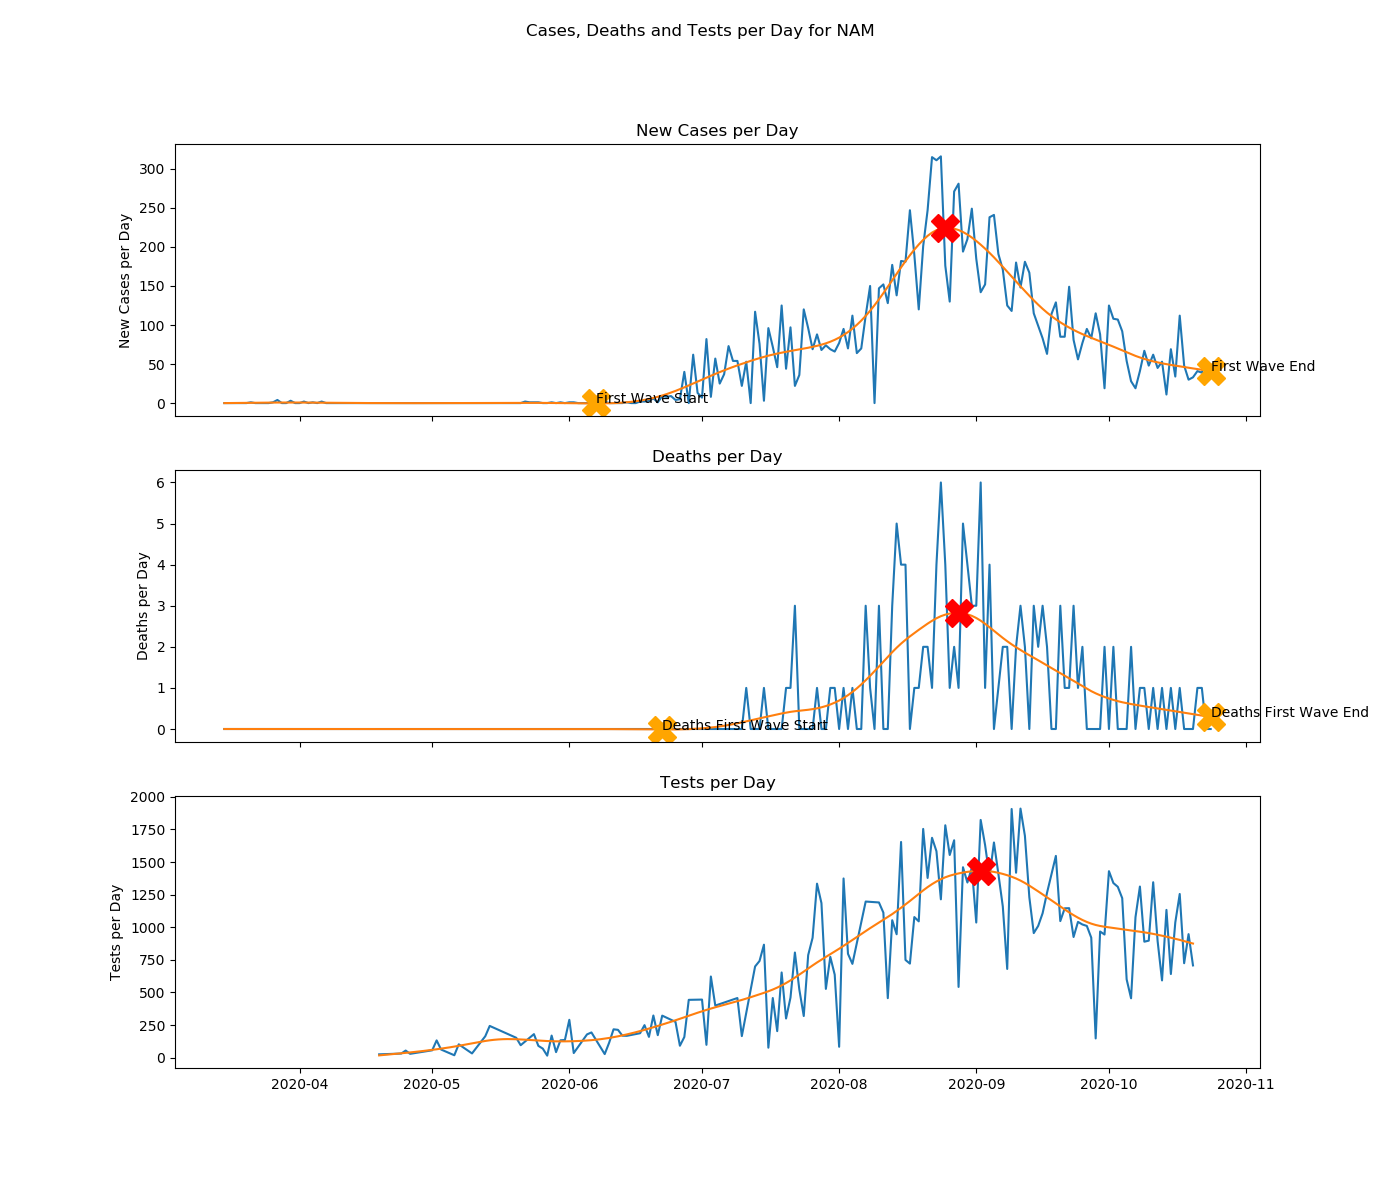 Cases, Deaths and Tests per Day for NAM
New Cases per Day
New Cases per Day
300
250
200
150
100
50
0
First Wave Start
First Wave End
Deaths per Day
Deaths per Day
6
5
4
3
2
1
0
Deaths First Wave Start
Deaths First Wave End
Tests per Day
Tests per Day
2000
1750
1500
1250
1000
750
500
250
0
2020-04 2020-05 2020-06 2020-07 2020-08 2020-09 2020-10 2020-11